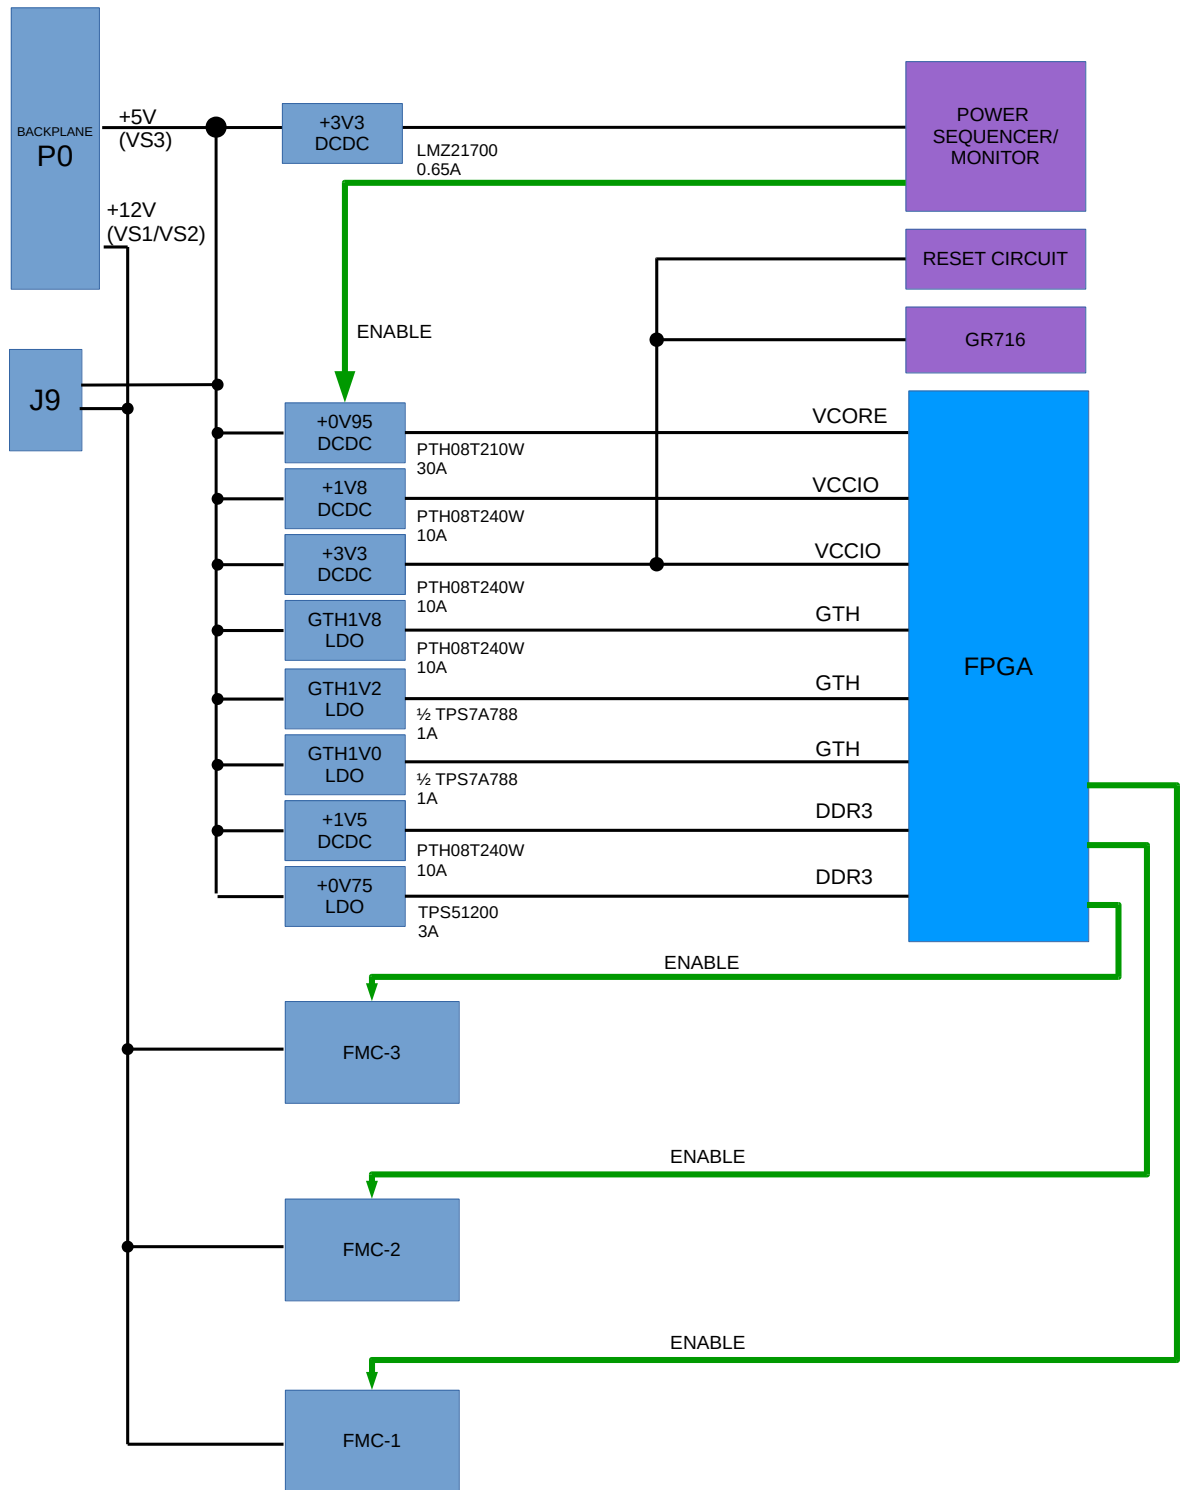 BACKPLANE
P0
+5V
(VS3)
+12V
(VS1/VS2)
+3V3
DCDC
LMZ21700
0.65A
POWER
SEQUENCER/
MONITOR
RESET CIRCUIT
GR716
ENABLE
J9
+0V95
DCDC
PTH08T210W
30A
VCORE
+1V8
DCDC
PTH08T240W
10A
VCCIO
+3V3
DCDC
PTH08T240W
10A
VCCIO
GTH1V8
LDO
PTH08T240W
10A
GTH
GTH1V2
LDO
½ TPS7A788
1A
GTH
GTH1V0
LDO
½ TPS7A788
1A
GTH
+1V5
DCDC
PTH08T240W
10A
DDR3
+0V75
LDO
TPS51200
3A
DDR3
FPGA
ENABLE
FMC-3
ENABLE
FMC-2
ENABLE
FMC-1